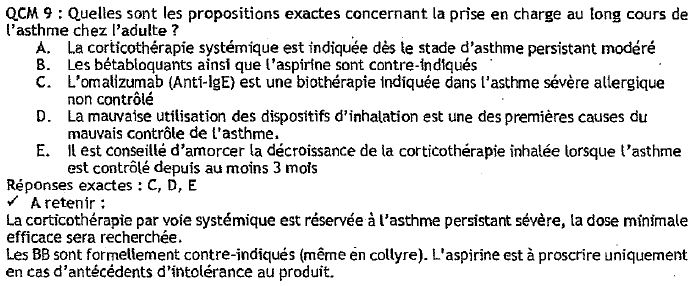 QCM 9 : Quelles sont les propositions exactes concernant la prise en charge au long cours de
l'asthme chez l'adulte ?
A. La corticothérapie systémique est indiquée dès le stade d'asthme persistant modéré
B. Les bétabloquants ainsi que l'aspirine sont contre-indiqués
C. L'omalizumab (Anti-IgE) est une biothérapie indiquée dans l'asthme sévère allergique
non contrôlé
D. La mauvaise utilisation des dispositifs d'inhalation est une des premières causes du
mauvais contrôle de l'asthme.
E. Il est conseillé d'amorcer la décroissance de la corticothérapie inhalée lorsque l'asthme
est contrôlé depuis au moins 3 mois
Réponses exactes : C, D, E
✓ A retenir :
La corticothérapie par voie systémique est réservée à l'asthme persistant sévère, la dose minimale
efficace sera recherchée.
Les BB sont formellement contre-indiqués (même en collyre). L'aspirine est à proscrire uniquement
en cas d'antécédents d'intolérance au produit.